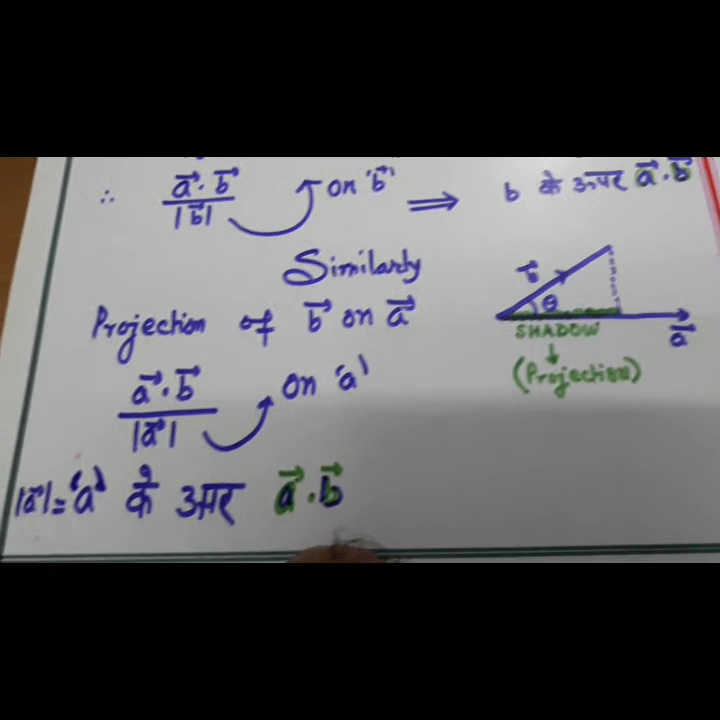 ∴ a⃗·b⃗ / |b⃗| on 'b' ⟹ b के ऊपर a⃗·b⃗
Similarly
Projection of b⃗ on a⃗
a⃗·b⃗ / |a⃗| on 'a'
|a⃗| = 'a' के ऊपर a⃗·b⃗
b⃗
θ
SHADOW
a⃗
↓
(Projection)